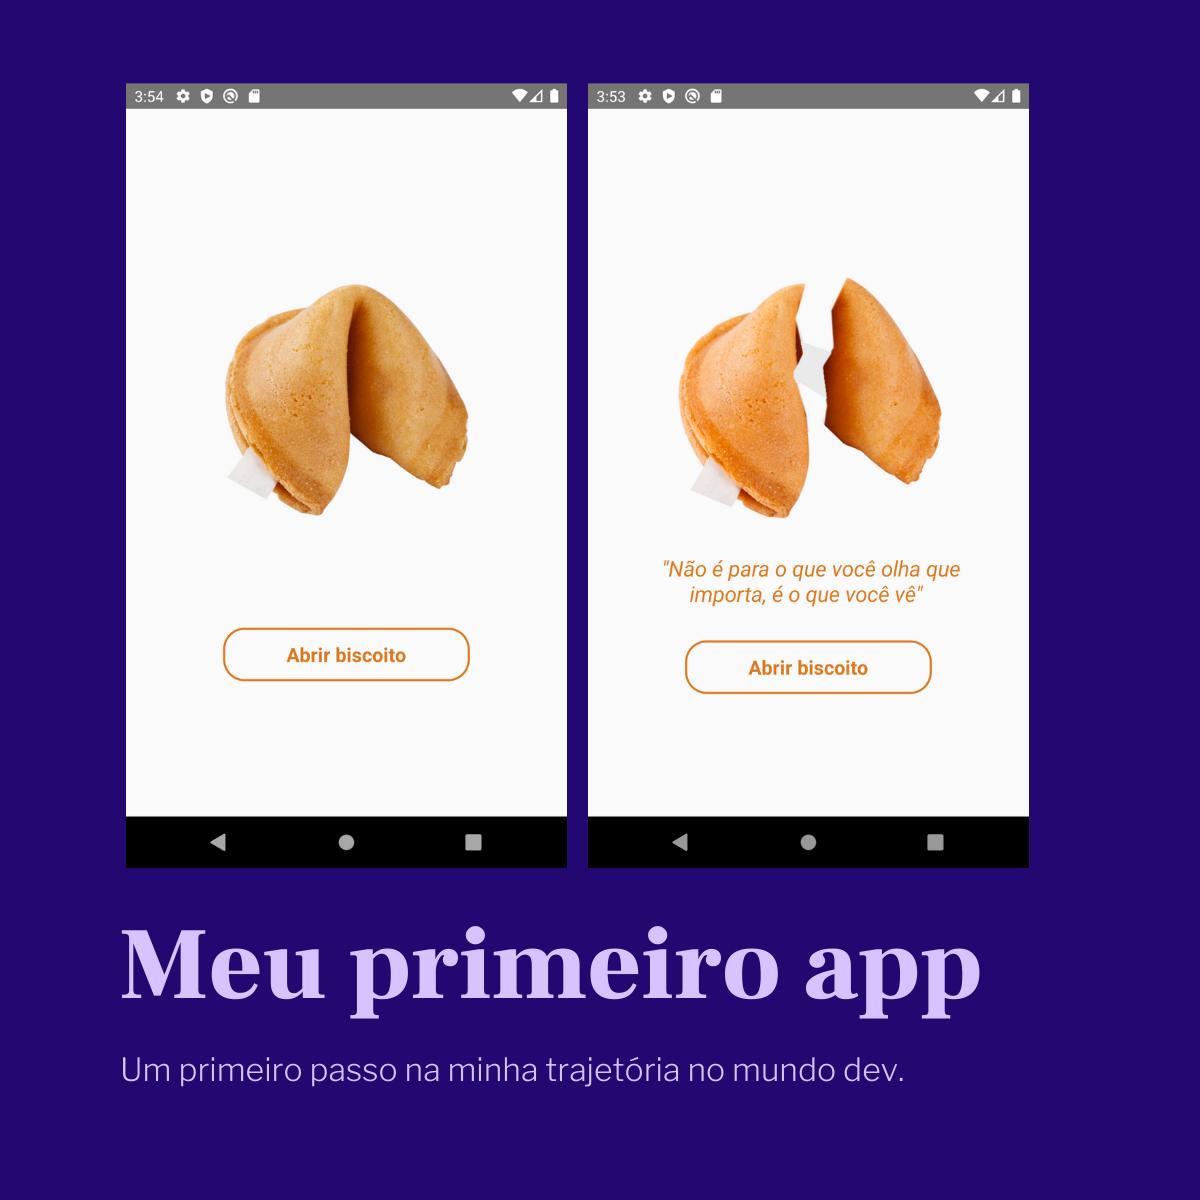 3:54
Abrir biscoito
3:53
"Não é para o que você olha que
importa, é o que você vê"
Abrir biscoito
Meu primeiro app
Um primeiro passo na minha trajetória no mundo dev.